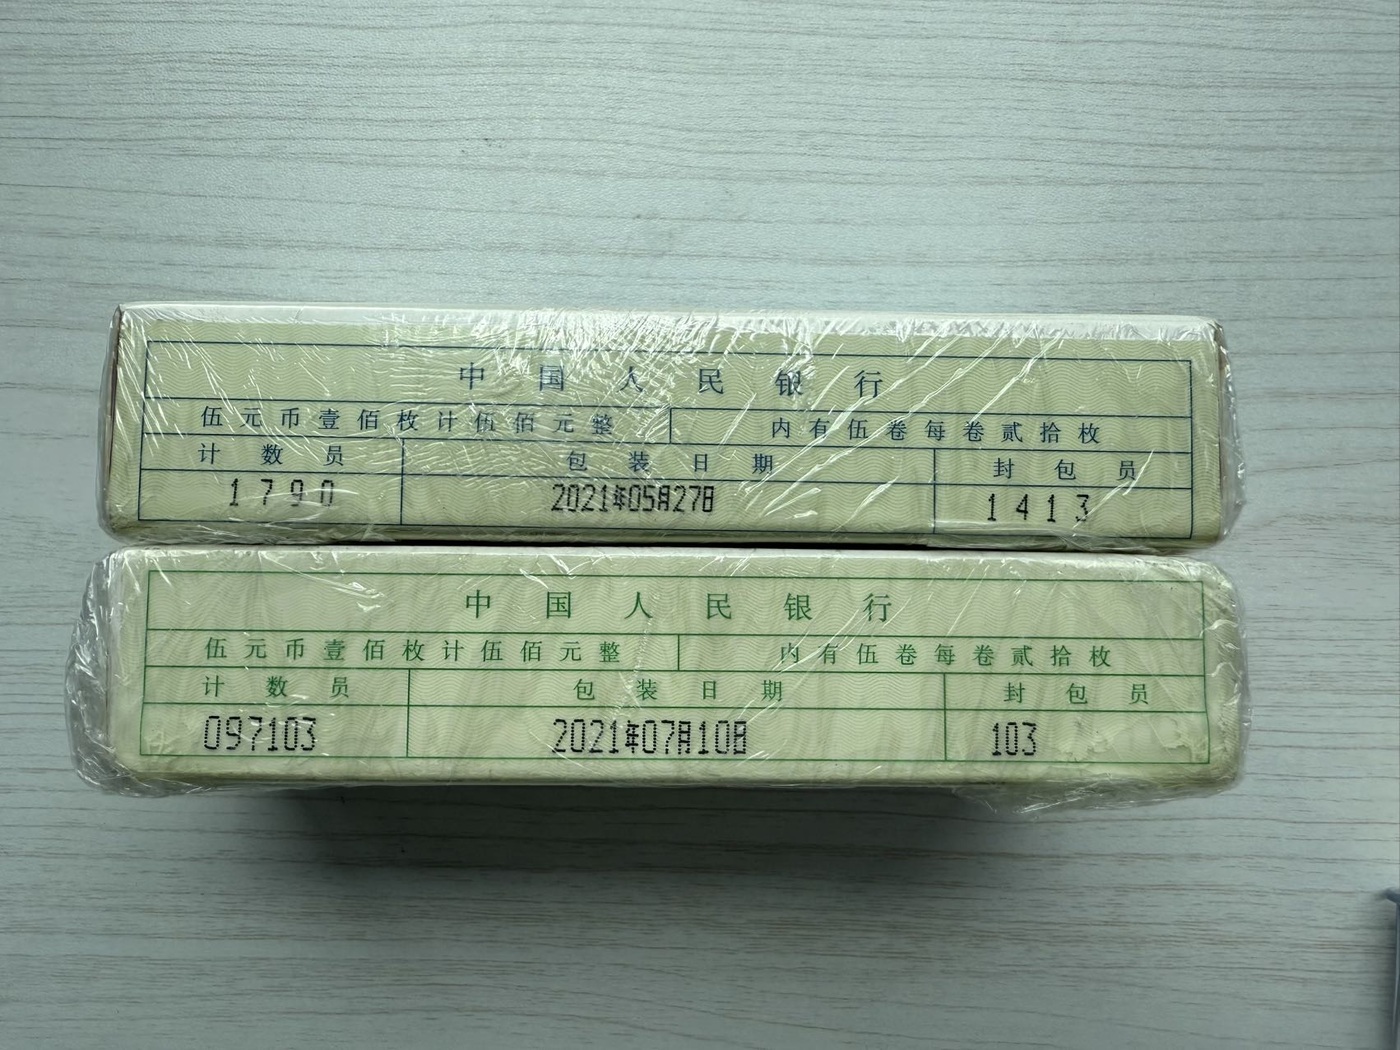 中国人民银行
伍元币壹佰枚计伍佰元整 内有伍卷每卷贰拾枚
计数员 包装日期 封包员
1790 2021年05月27日 1413
中国人民银行
伍元币壹佰枚计伍佰元整 内有伍卷每卷贰拾枚
计数员 包装日期 封包员
097103 2021年07月10日 103